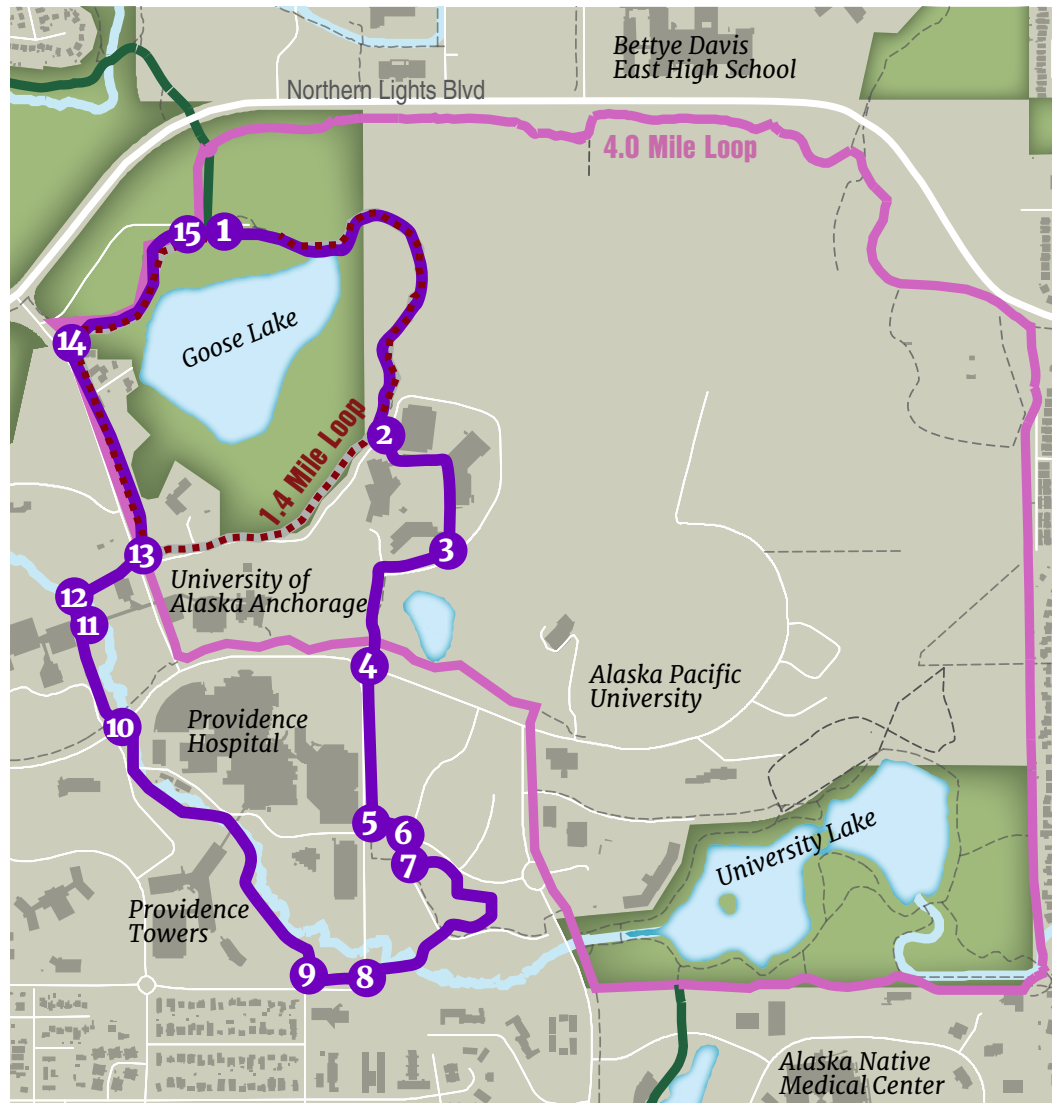 Bettye Davis
East High School
Northern Lights Blvd
4.0 Mile Loop
15
1
14
Goose Lake
2
1.4 Mile Loop
3
13
University of
Alaska Anchorage
12
11
4
Alaska Pacific
University
10
Providence
Hospital
5
6
7
University Lake
Providence
Towers
9
8
Alaska Native
Medical Center